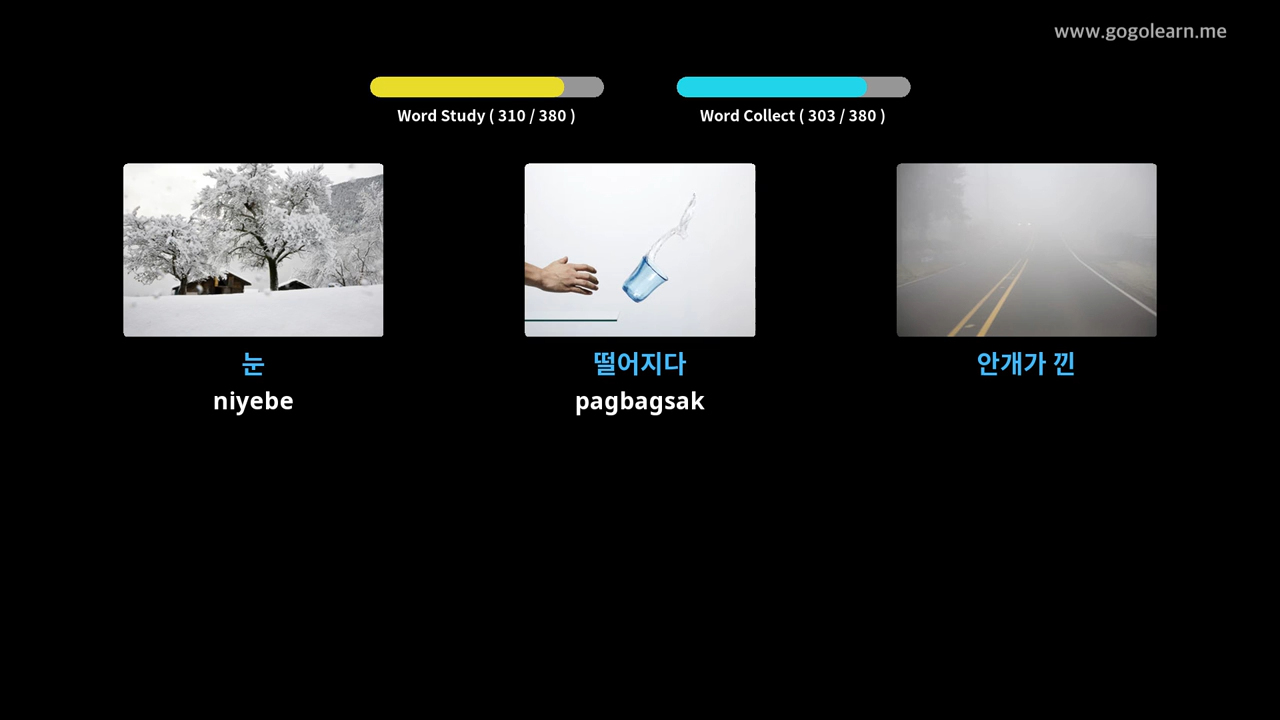 www.gogolearn.me
Word Study ( 310 / 380 )
Word Collect ( 303 / 380 )
눈
떨어지다
안개가 낀
niyebe
pagbagsak